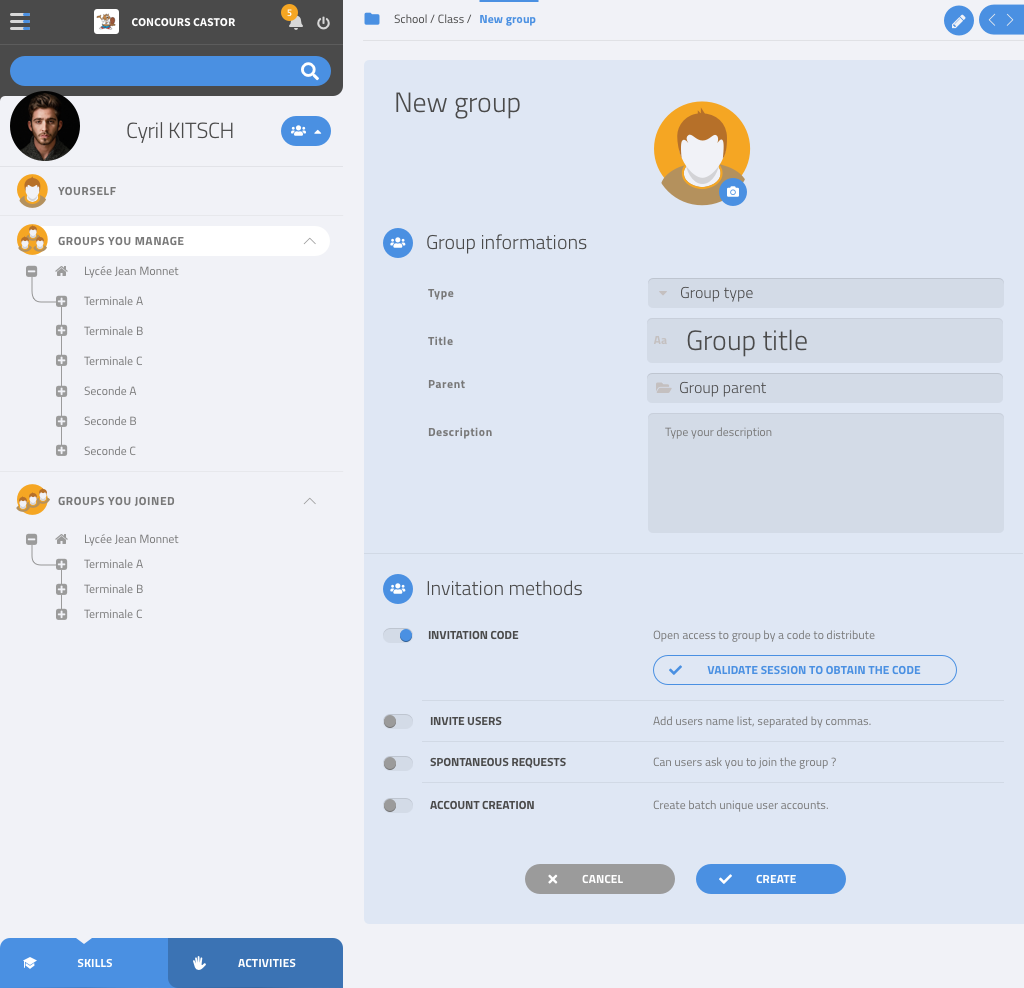 CONCOURS CASTOR
5
Cyril KITSCH
YOURSELF
GROUPS YOU MANAGE
Lycée Jean Monnet
Terminale A
Terminale B
Terminale C
Seconde A
Seconde B
Seconde C
GROUPS YOU JOINED
Lycée Jean Monnet
Terminale A
Terminale B
Terminale C
SKILLS
ACTIVITIES
School / Class / New group
New group
Group informations
Type
Group type
Title
Aa Group title
Parent
Group parent
Description
Type your description
Invitation methods
INVITATION CODE
Open access to group by a code to distribute
VALIDATE SESSION TO OBTAIN THE CODE
INVITE USERS
Add users name list, separated by commas.
SPONTANEOUS REQUESTS
Can users ask you to join the group ?
ACCOUNT CREATION
Create batch unique user accounts.
CANCEL
CREATE